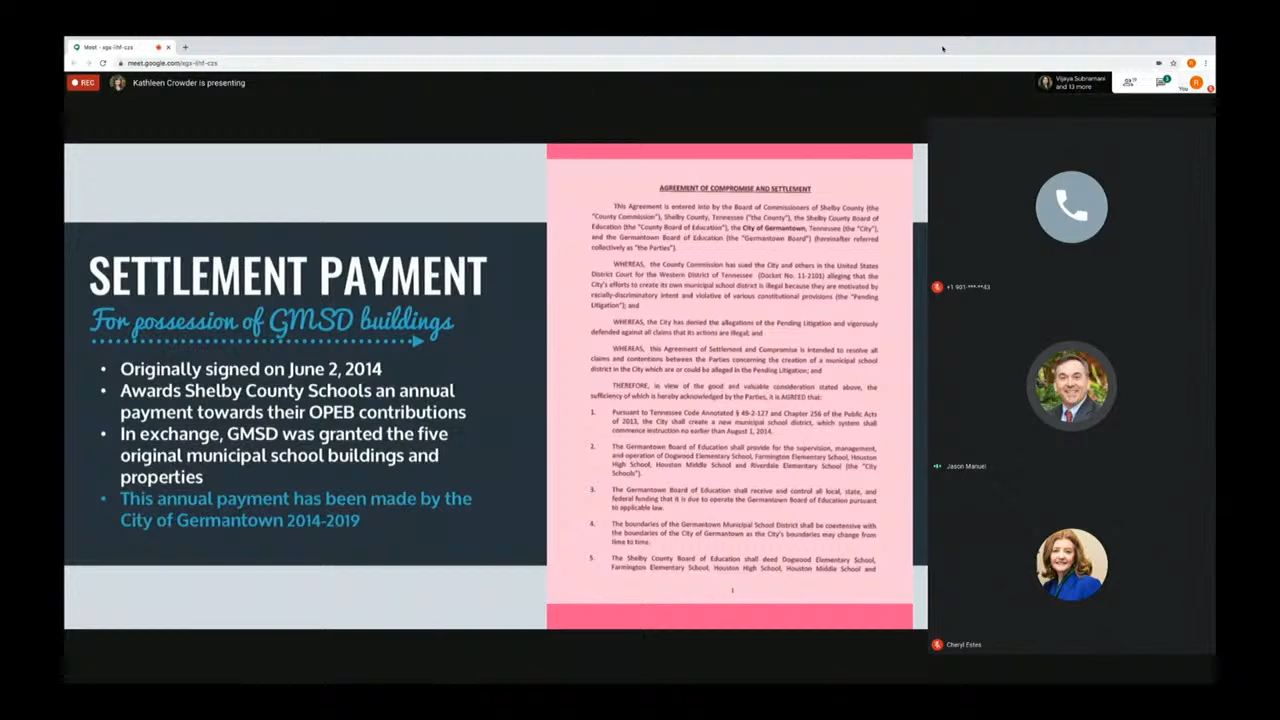 Meet - xgx-iihf-czs
meet.google.com/xgx-iihf-czs
REC
Kathleen Crowder is presenting
Vijaya Subramani
and 13 more
You
R
SETTLEMENT PAYMENT
For possession of GMSD buildings
• Originally signed on June 2, 2014
• Awards Shelby County Schools an annual
payment towards their OPEB contributions
• In exchange, GMSD was granted the five
original municipal school buildings and
properties
• This annual payment has been made by the
City of Germantown 2014-2019
AGREEMENT OF COMPROMISE AND SETTLEMENT
This Agreement is entered into by the Board of Commissioners of Shelby County (the
"County Commission"), Shelby County, Tennessee ("the County"), the Shelby County Board of
Education (the "County Board of Education"), the City of Germantown, Tennessee (the "City"),
and the Germantown Board of Education (the "Germantown Board") (hereinafter referred
collectively as "the Parties").
WHEREAS, the County Commission has sued the City and others in the United States
District Court for the Western District of Tennessee (Docket No. 11-2101) alleging that the
City's efforts to create its own municipal school district is illegal because they are motivated by
racially-discriminatory intent and violative of various constitutional provisions (the "Pending
Litigation"); and
WHEREAS, the City has denied the allegations of the Pending Litigation and vigorously
defended against all claims that its actions are illegal; and
WHEREAS, this Agreement of Settlement and Compromise is intended to resolve all
claims and contentions between the Parties concerning the creation of a municipal school
district in the City which are or could be alleged in the Pending Litigation; and
THEREFORE, in view of the good and valuable consideration stated above, the
sufficiency of which is hereby acknowledged by the Parties, it is AGREED that:
1. Pursuant to Tennessee Code Annotated § 49-2-127 and Chapter 256 of the Public Acts
of 2013, the City shall create a new municipal school district, which system shall
commence instruction no earlier than August 1, 2014.
2. The Germantown Board of Education shall provide for the supervision, management,
and operation of Dogwood Elementary School, Farmington Elementary School, Houston
High School, Houston Middle School and Riverdale Elementary School (the "City
Schools").
3. The Germantown Board of Education shall receive and control all local, state, and
federal funding that it is due to operate the Germantown Board of Education pursuant
to applicable law.
4. The boundaries of the Germantown Municipal School District shall be coextensive with
the boundaries of the City of Germantown as the City's boundaries may change from
time to time.
5. The Shelby County Board of Education shall deed Dogwood Elementary School,
Farmington Elementary School, Houston High School, Houston Middle School and
1
+1 901-***-**43
Jason Manuel
Cheryl Estes